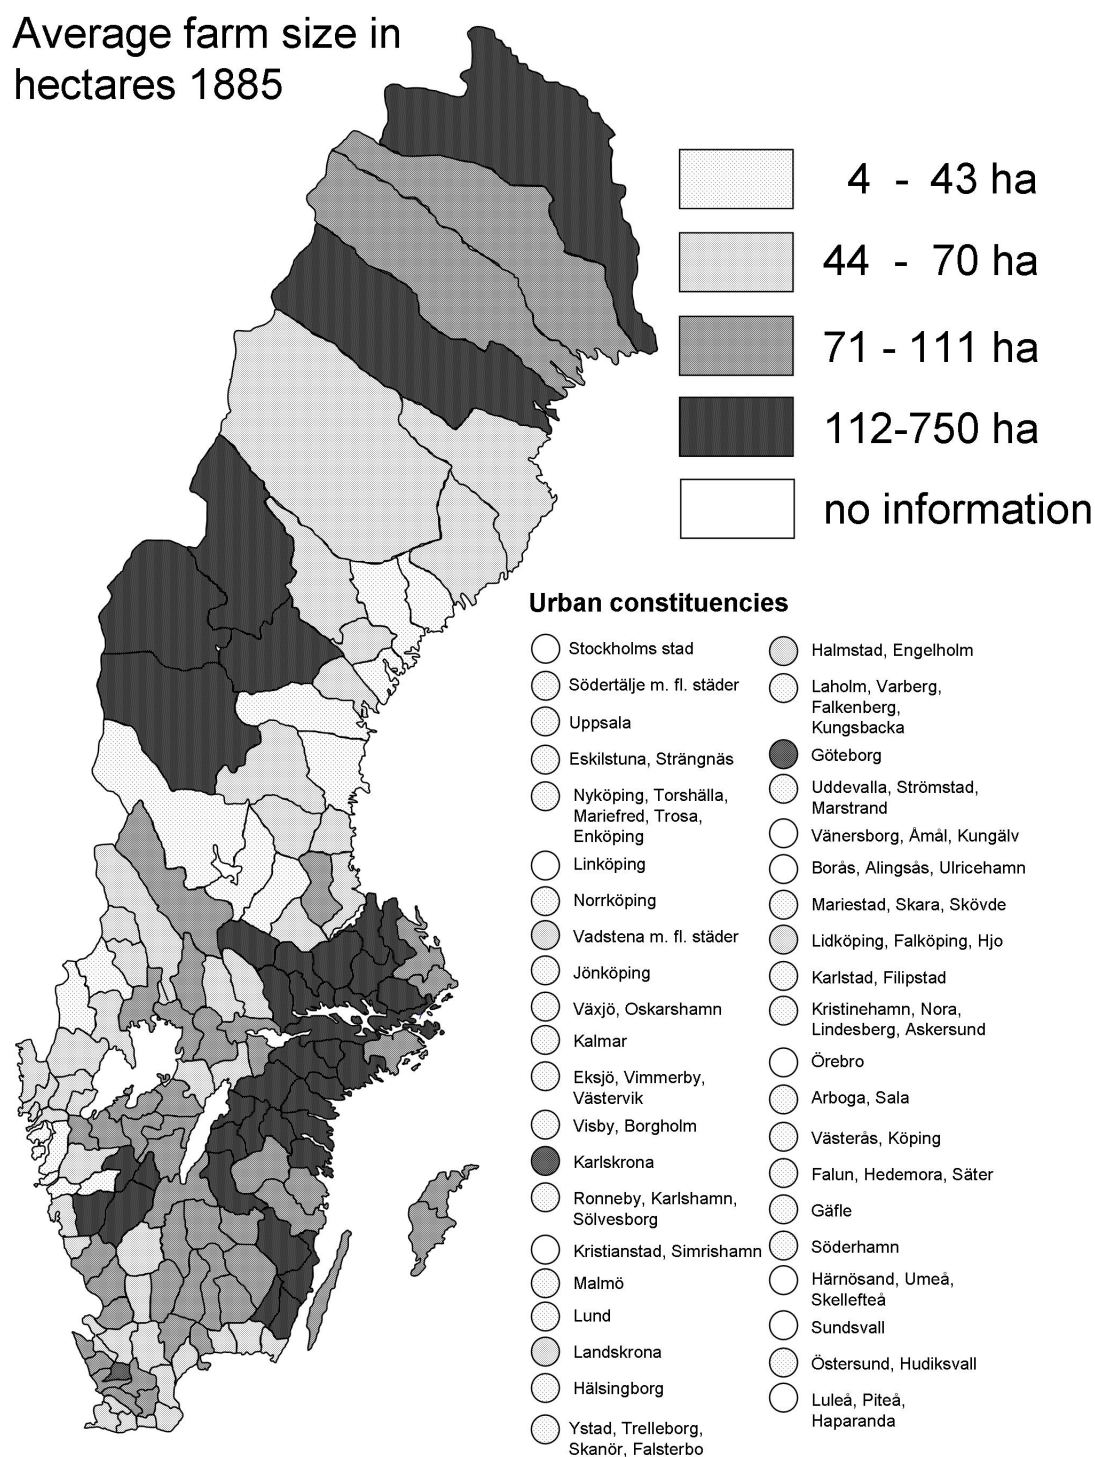 Average farm size in
hectares 1885
4 - 43 ha
44 - 70 ha
71 - 111 ha
112-750 ha
no information
Urban constituencies
Stockholms stad
Södertälje m. fl. städer
Uppsala
Eskilstuna, Strängnäs
Nyköping, Torshälla,
Mariefred, Trosa,
Enköping
Linköping
Norrköping
Vadstena m. fl. städer
Jönköping
Växjö, Oskarshamn
Kalmar
Eksjö, Vimmerby,
Västervik
Visby, Borgholm
Karlskrona
Ronneby, Karlshamn,
Sölvesborg
Kristianstad, Simrishamn
Malmö
Lund
Landskrona
Hälsingborg
Ystad, Trelleborg,
Skanör, Falsterbo
Halmstad, Engelholm
Laholm, Varberg,
Falkenberg,
Kungsbacka
Göteborg
Uddevalla, Strömstad,
Marstrand
Vänersborg, Åmål, Kungälv
Borås, Alingsås, Ulricehamn
Mariestad, Skara, Skövde
Lidköping, Falköping, Hjo
Karlstad, Filipstad
Kristinehamn, Nora,
Lindesberg, Askersund
Örebro
Arboga, Sala
Västerås, Köping
Falun, Hedemora, Säter
Gäfle
Söderhamn
Härnösand, Umeå,
Skellefteå
Sundsvall
Östersund, Hudiksvall
Luleå, Piteå,
Haparanda